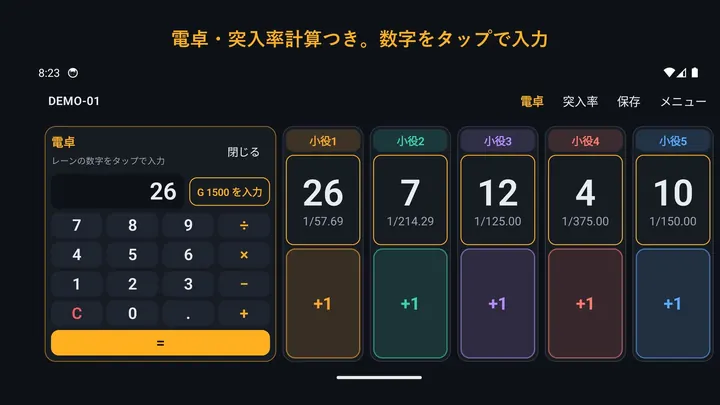 電卓・突入率計算つき。数字をタップで入力
8:23
DEMO-01
電卓 突入率 保存 メニュー
電卓
レーンの数字をタップで入力
閉じる
26
G 1500 を入力
7 8 9 ÷
4 5 6 ×
1 2 3 −
C 0 . +
=
小役1 小役2 小役3 小役4 小役5
26 7 12 4 10
1/57.69 1/214.29 1/125.00 1/375.00 1/150.00
+1 +1 +1 +1 +1